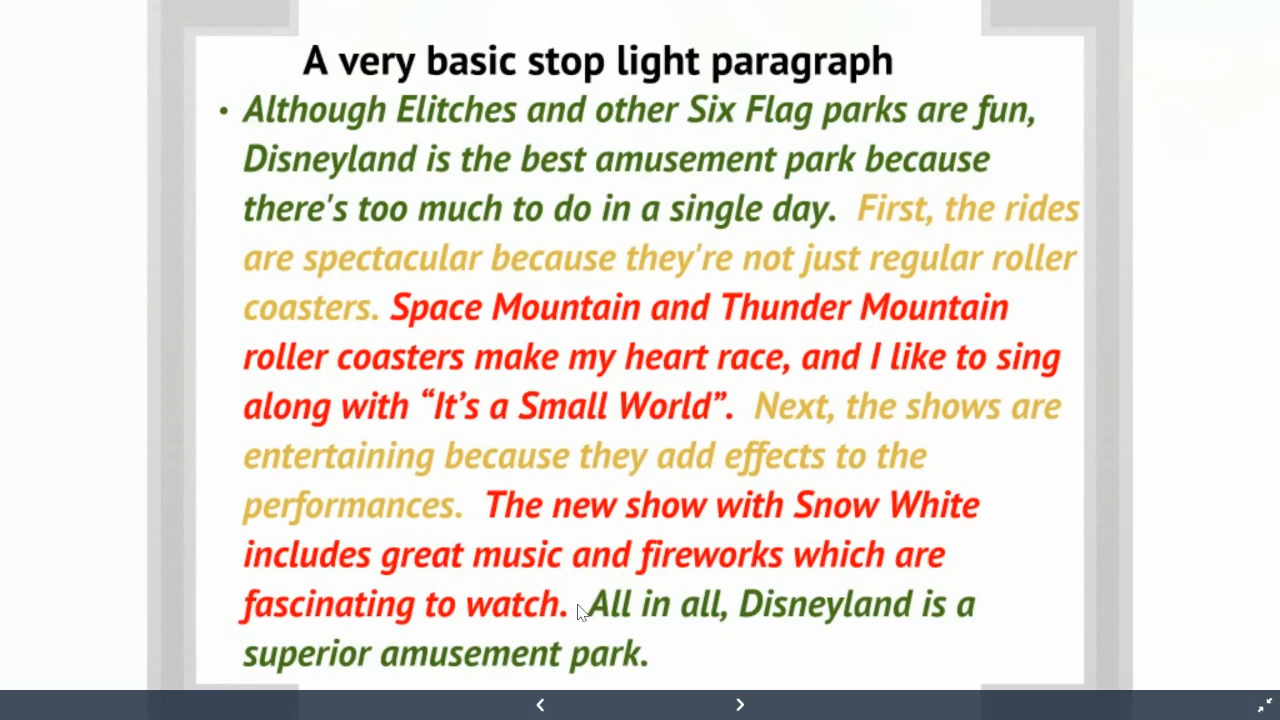 A very basic stop light paragraph
• Although Elitches and other Six Flag parks are fun,
Disneyland is the best amusement park because
there's too much to do in a single day. First, the rides
are spectacular because they're not just regular roller
coasters. Space Mountain and Thunder Mountain
roller coasters make my heart race, and I like to sing
along with “It’s a Small World”. Next, the shows are
entertaining because they add effects to the
performances. The new show with Snow White
includes great music and fireworks which are
fascinating to watch. All in all, Disneyland is a
superior amusement park.